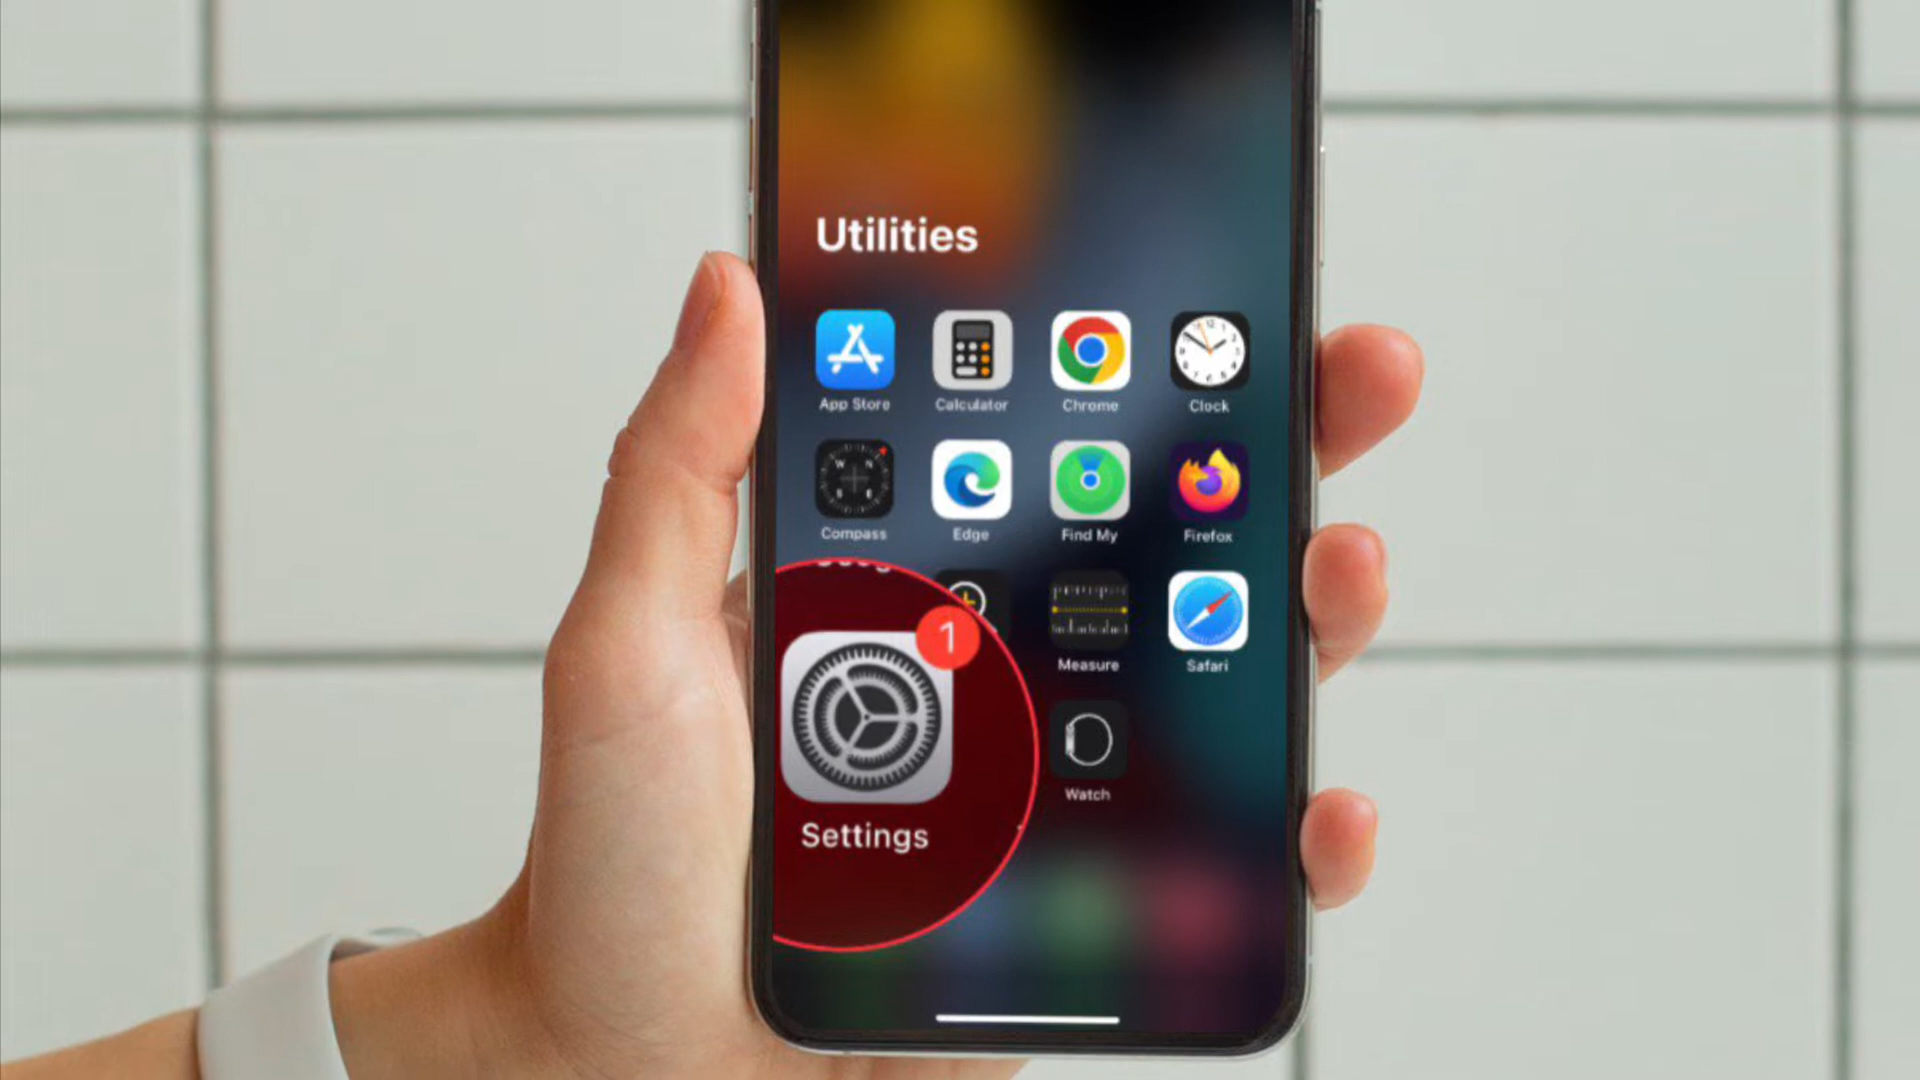 Utilities
App Store Calculator Chrome Clock
W N
S E
Compass Edge Find My Firefox
1
Measure Safari
Settings
Watch